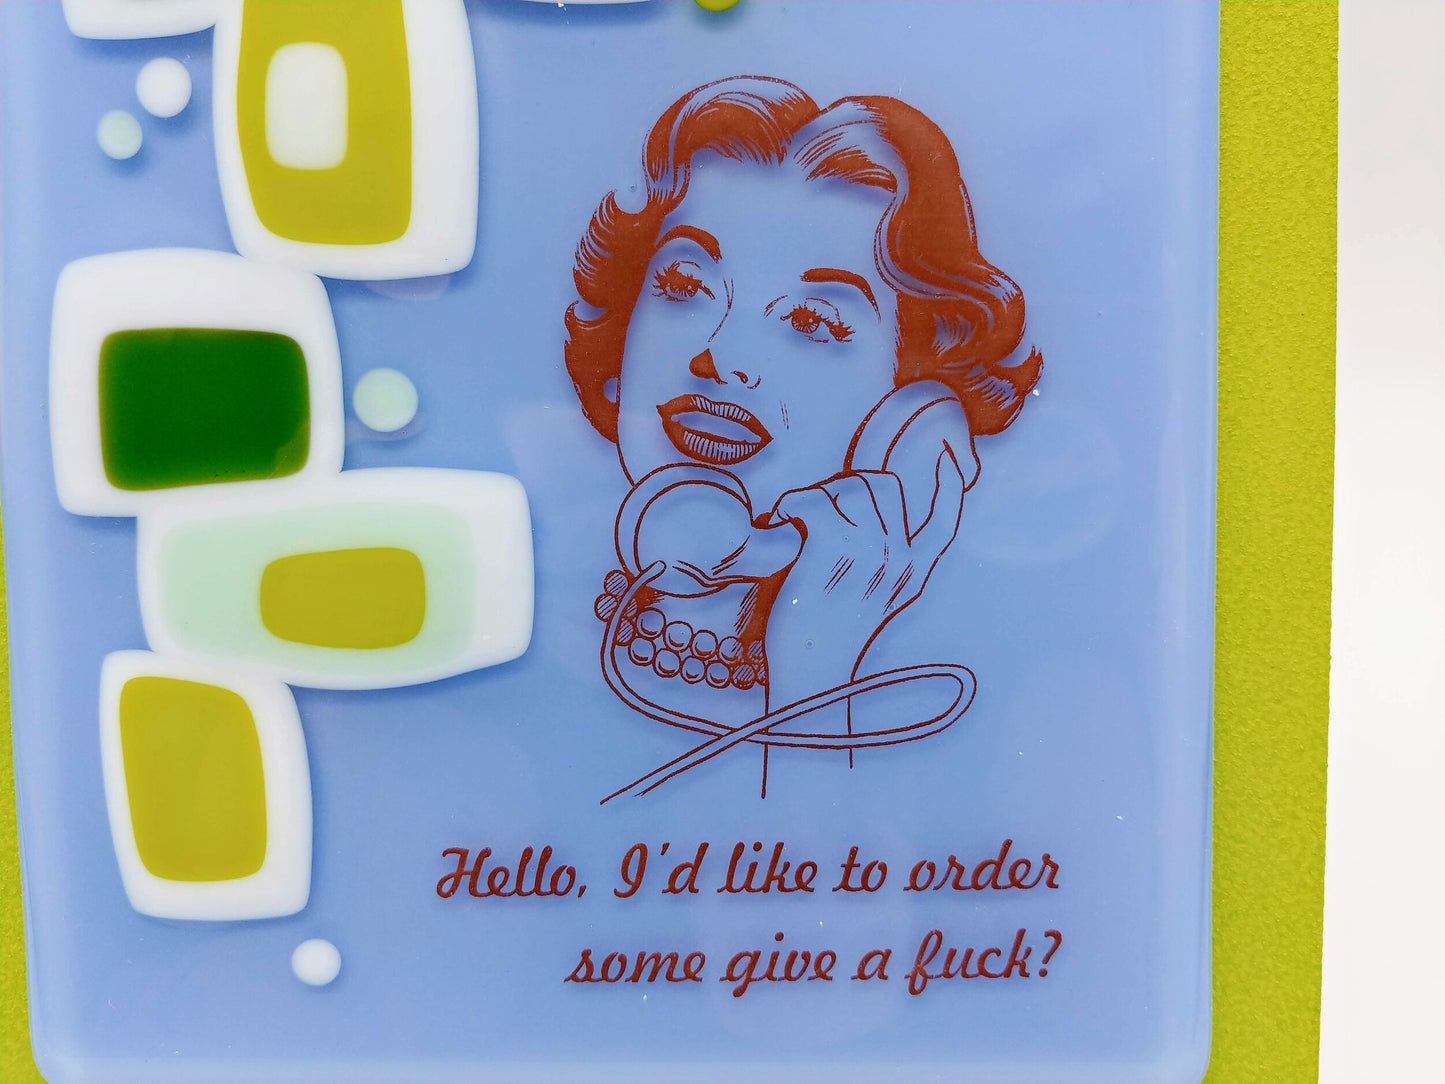 Hello, I'd like to order
some give a fuck?